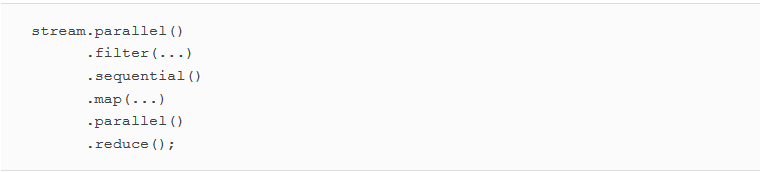 stream.parallel()
.filter(...)
.sequential()
.map(...)
.parallel()
.reduce();